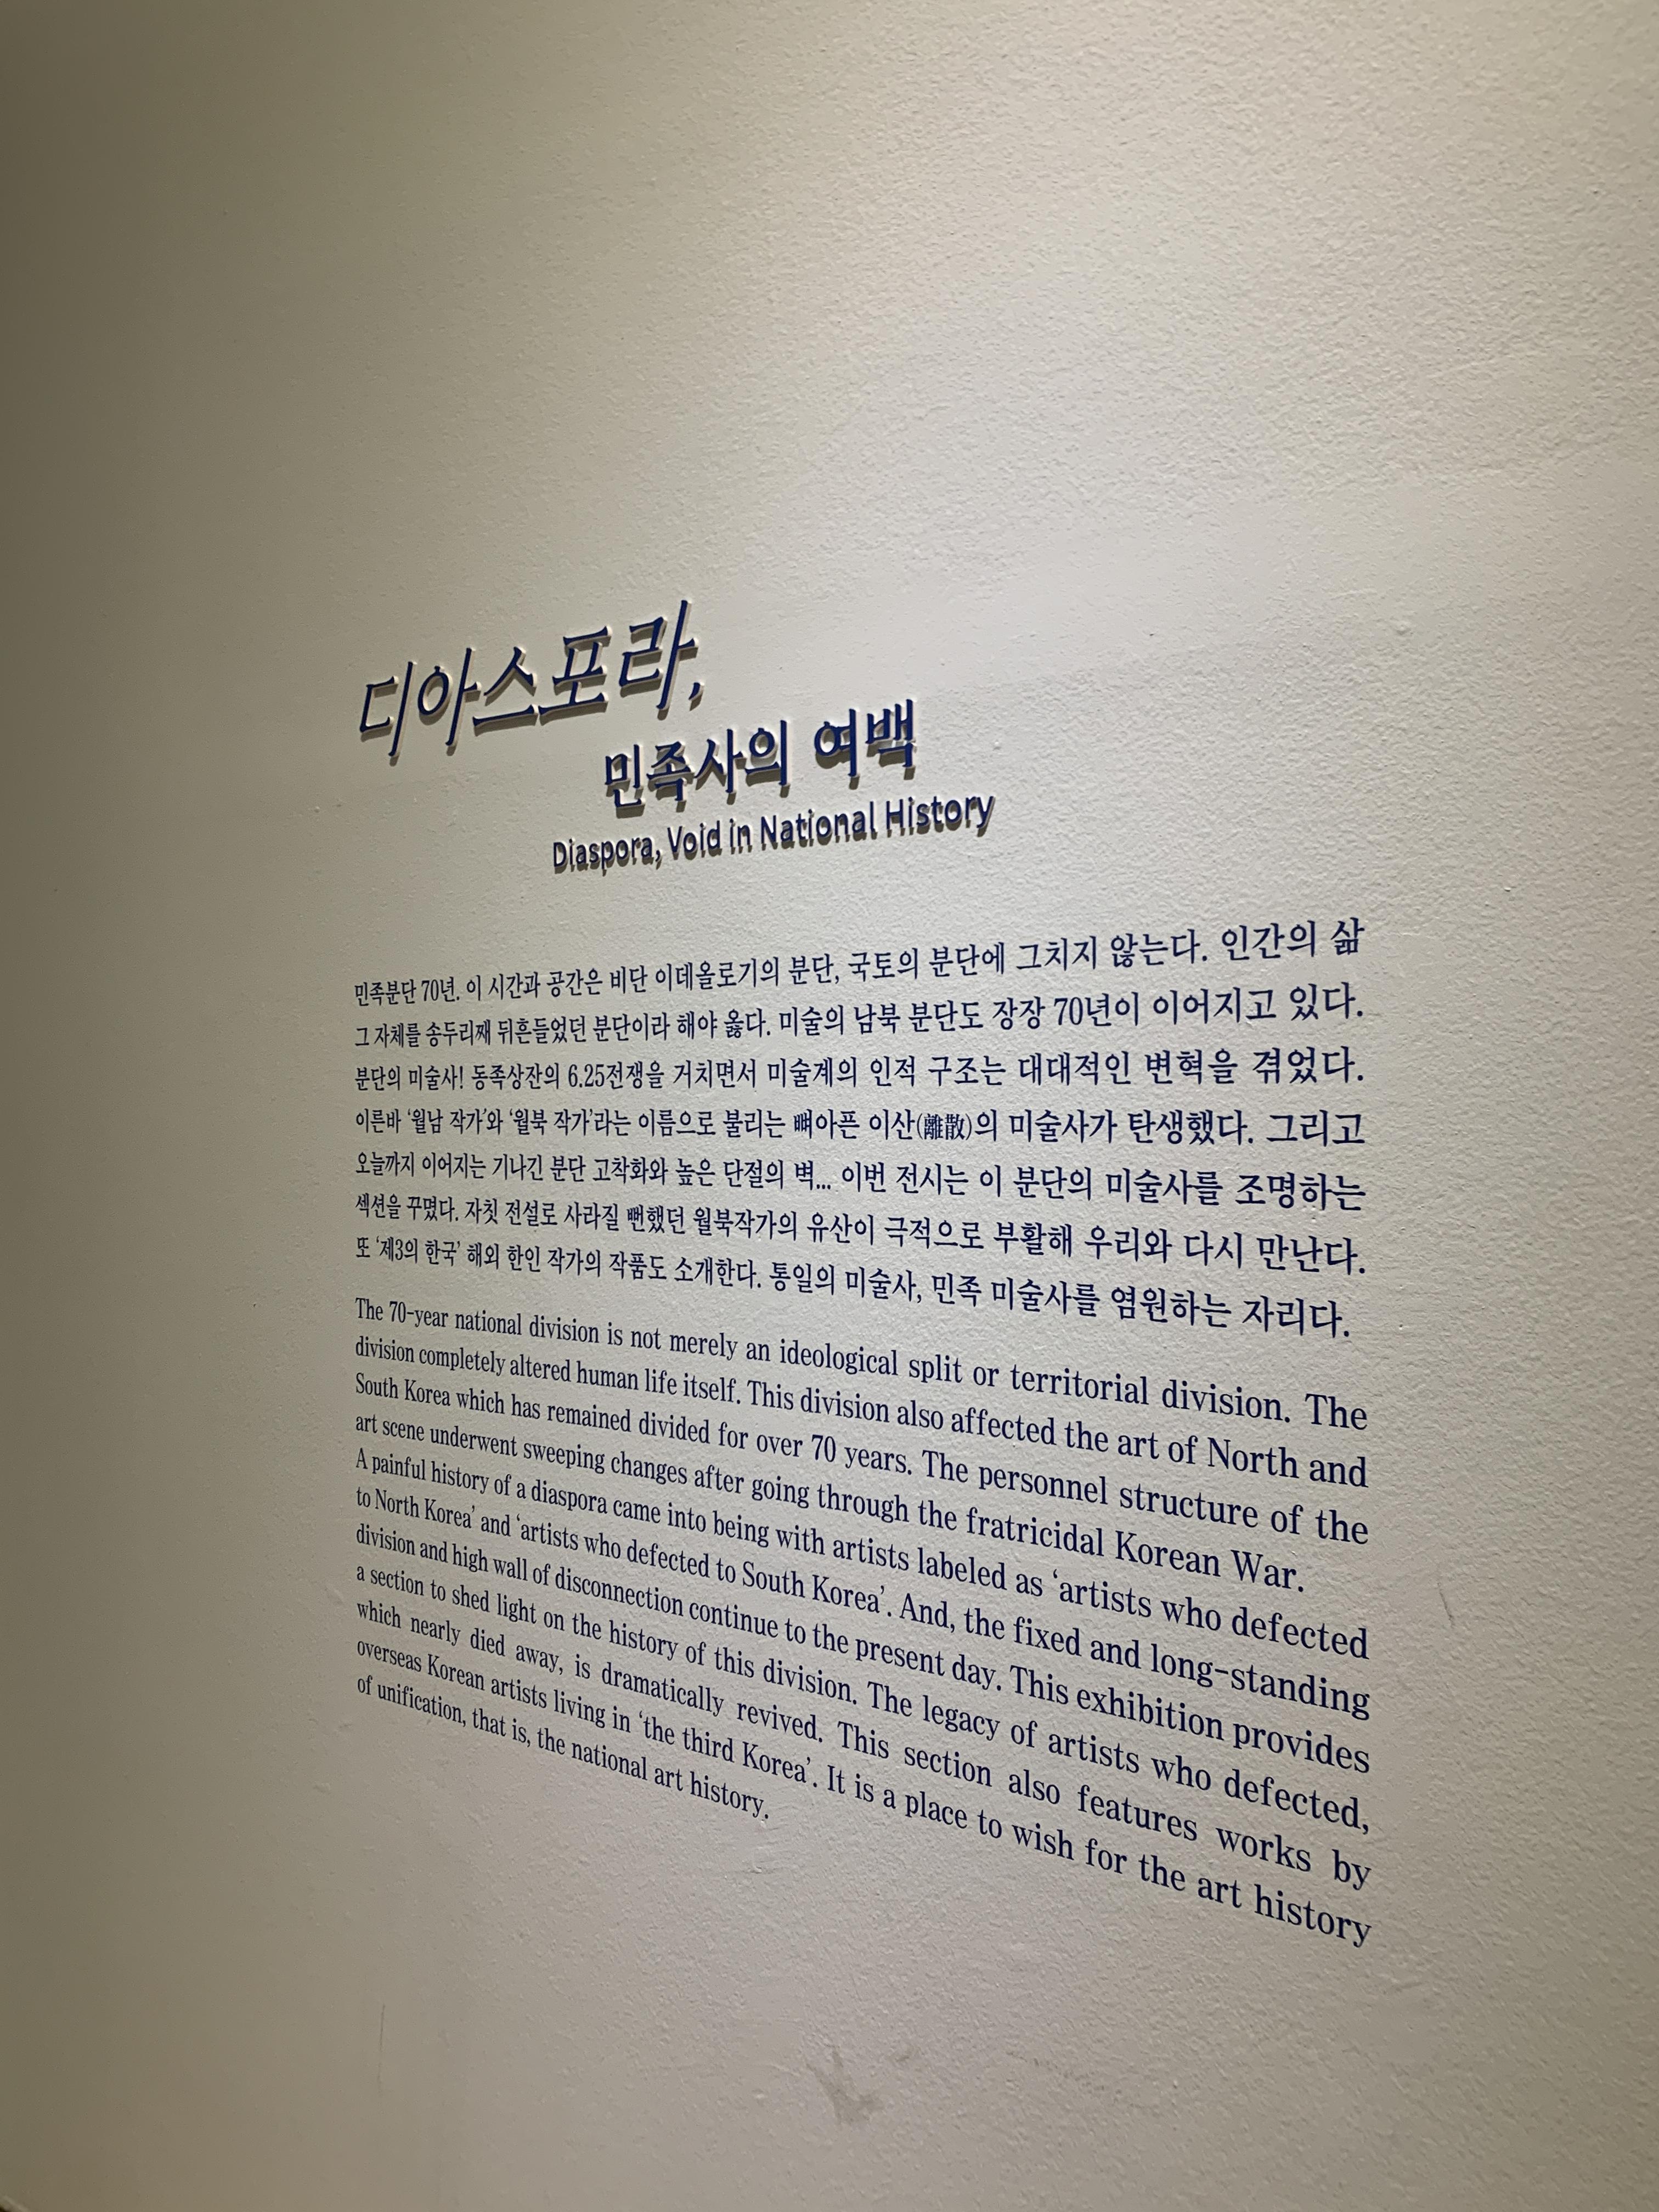 디아스포라,
민족사의 여백
Diaspora, Void in National History
민족분단 70년. 이 시간과 공간은 비단 이데올로기의 분단, 국토의 분단에 그치지 않는다. 인간의 삶
그 자체를 송두리째 뒤흔들었던 분단이라 해야 옳다. 미술의 남북 분단도 장장 70년이 이어지고 있다.
분단의 미술사! 동족상잔의 6.25전쟁을 거치면서 미술계의 인적 구조는 대대적인 변혁을 겪었다.
이른바 ‘월남 작가’와 ‘월북 작가’라는 이름으로 불리는 뼈아픈 이산(離散)의 미술사가 탄생했다. 그리고
오늘까지 이어지는 기나긴 분단 고착화와 높은 단절의 벽... 이번 전시는 이 분단의 미술사를 조명하는
섹션을 꾸몄다. 자칫 전설로 사라질 뻔했던 월북작가의 유산이 극적으로 부활해 우리와 다시 만난다.
또 ‘제3의 한국’ 해외 한인 작가의 작품도 소개한다. 통일의 미술사, 민족 미술사를 염원하는 자리다.
The 70-year national division is not merely an ideological split or territorial division. The
division completely altered human life itself. This division also affected the art of North and
South Korea which has remained divided for over 70 years. The personnel structure of the
art scene underwent sweeping changes after going through the fratricidal Korean War.
A painful history of a diaspora came into being with artists labeled as ‘artists who defected
to North Korea’ and ‘artists who defected to South Korea’. And, the fixed and long-standing
division and high wall of disconnection continue to the present day. This exhibition provides
a section to shed light on the history of this division. The legacy of artists who defected,
which nearly died away, is dramatically revived. This section also features works by
overseas Korean artists living in ‘the third Korea’. It is a place to wish for the art history
of unification, that is, the national art history.